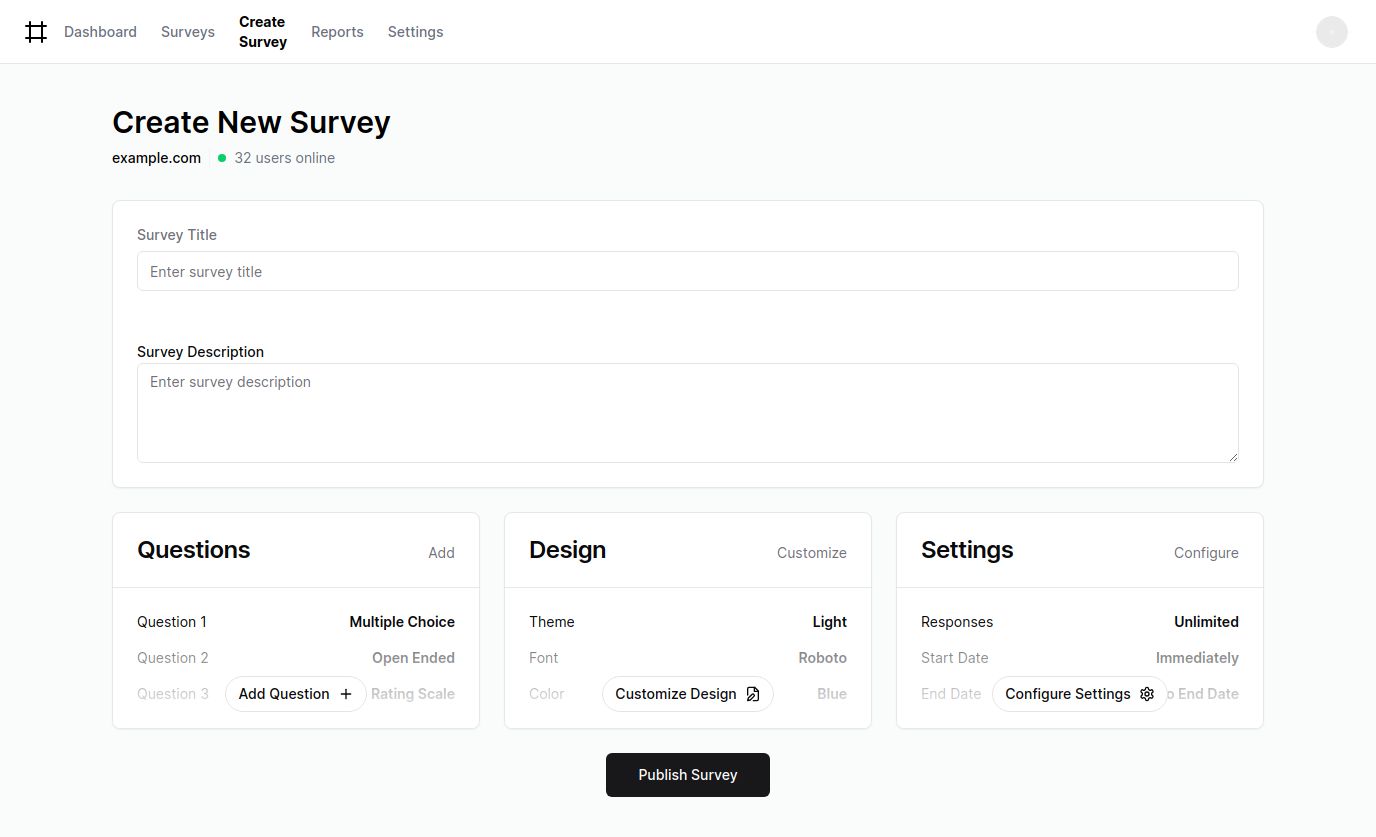 Dashboard Surveys Create Survey Reports Settings
Create New Survey
example.com 32 users online
Survey Title
Enter survey title
Survey Description
Enter survey description
Questions Add
Question 1 Multiple Choice
Question 2 Open Ended
Question 3 Add Question Rating Scale
Design Customize
Theme Light
Font Roboto
Color Customize Design Blue
Settings Configure
Responses Unlimited
Start Date Immediately
End Date Configure Settings o End Date
Publish Survey